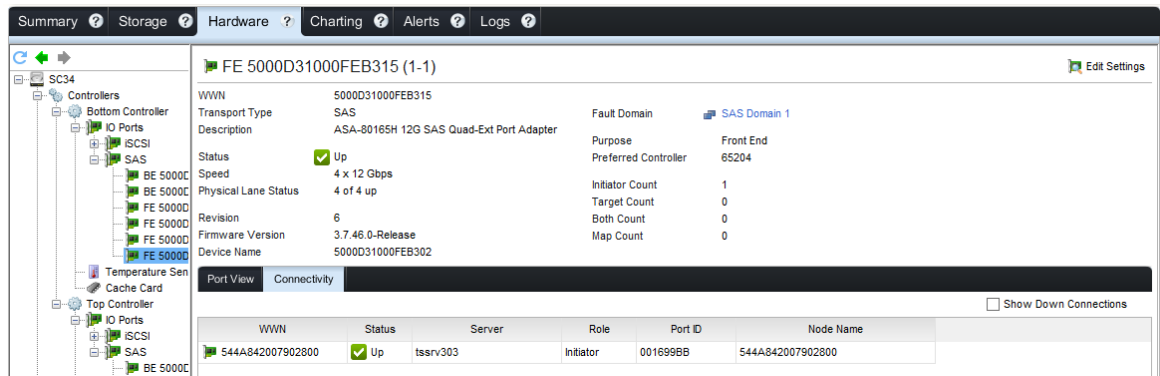 Summary ? Storage ? Hardware ? Charting ? Alerts ? Logs ?
SC34
Controllers
Bottom Controller
IO Ports
iSCSI
SAS
BE 5000D
BE 5000D
FE 5000D
FE 5000D
FE 5000D
FE 5000D
Temperature Sen
Cache Card
Top Controller
IO Ports
iSCSI
SAS
BE 5000D
FE 5000D31000FEB315 (1-1)
Edit Settings
WWN 5000D31000FEB315
Transport Type SAS
Description ASA-80165H 12G SAS Quad-Ext Port Adapter
Status Up
Speed 4 x 12 Gbps
Physical Lane Status 4 of 4 up
Revision 6
Firmware Version 3.7.46.0-Release
Device Name 5000D31000FEB302
Fault Domain SAS Domain 1
Purpose Front End
Preferred Controller 65204
Initiator Count 1
Target Count 0
Both Count 0
Map Count 0
Port View Connectivity
Show Down Connections
WWN Status Server Role Port ID Node Name
544A842007902800 Up tssrv303 Initiator 001699BB 544A842007902800